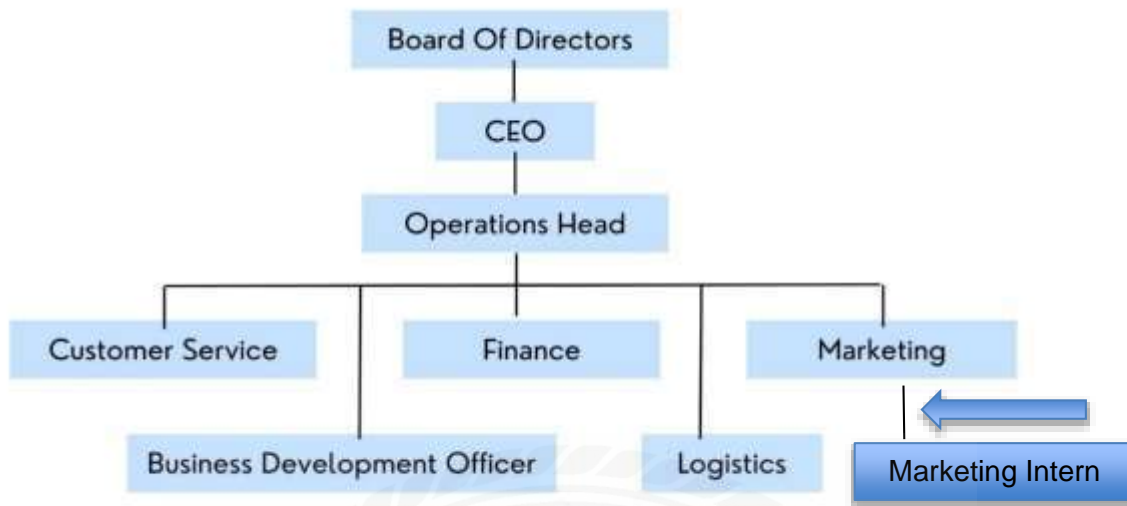 Board Of Directors
CEO
Operations Head
Customer Service
Finance
Marketing
Business Development Officer
Logistics
Marketing Intern